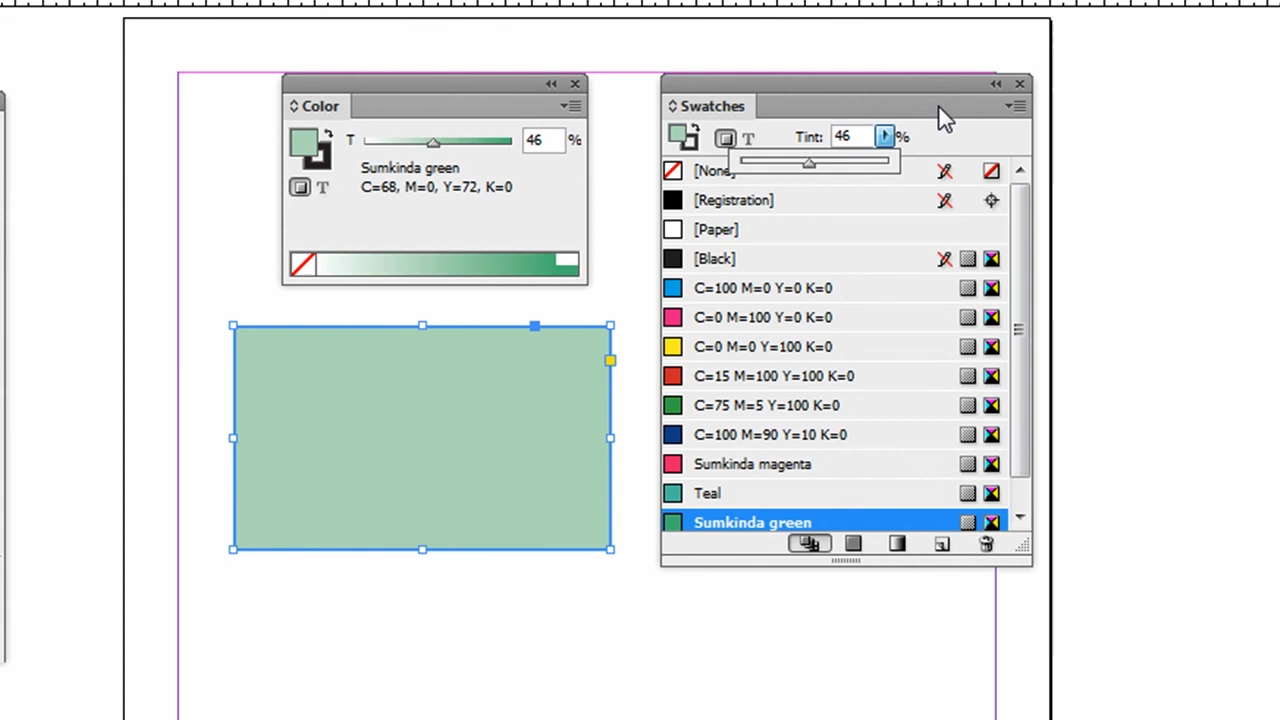 Color
T
46
%
Sumkinda green
C=68, M=0, Y=72, K=0
T
Swatches
T
Tint:
46
%
[None]
[Registration]
[Paper]
[Black]
C=100 M=0 Y=0 K=0
C=0 M=100 Y=0 K=0
C=0 M=0 Y=100 K=0
C=15 M=100 Y=100 K=0
C=75 M=5 Y=100 K=0
C=100 M=90 Y=10 K=0
Sumkinda magenta
Teal
Sumkinda green